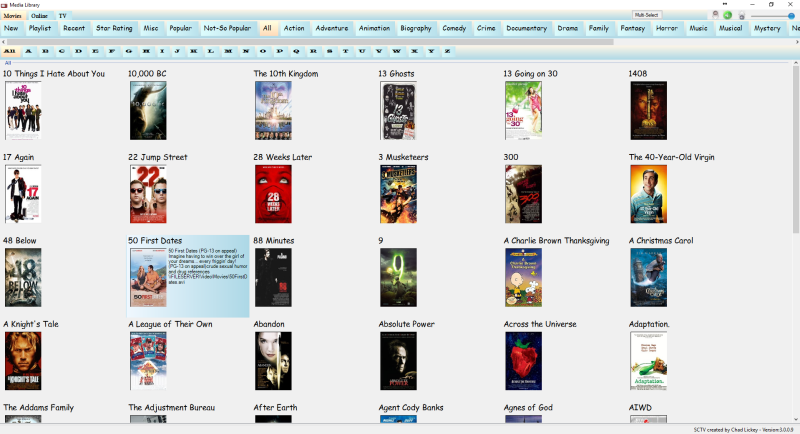 Media Library
Movies Online TV
Multi-Select
New Playlist Recent Star Rating Misc Popular Not-So Popular All Action Adventure Animation Biography Comedy Crime Documentary Drama Family Fantasy Horror Music Musical Mystery
All A B C D E F G H I J K L M N O P Q R S T U V W X Y Z
All
10 Things I Hate About You 10,000 BC The 10th Kingdom 13 Ghosts 13 Going on 30 1408
17 Again 22 Jump Street 28 Weeks Later 3 Musketeers 300 The 40-Year-Old Virgin
22
28
WEEKS
LATER
48 Below 50 First Dates 88 Minutes 9 A Charlie Brown Thanksgiving A Christmas Carol
50 First Dates (PG-13 on appeal)
Imagine having to win over the girl of
your dreams... every friggin' day!
(PG-13 on appeal)crude sexual humor
and drug references
9
A Knight's Tale A League of Their Own Abandon Absolute Power Across the Universe Adaptation.
Adaptation.
The Addams Family The Adjustment Bureau After Earth Agent Cody Banks Agnes of God AIWD
SCTV created by Chad Lickey - Version:3.0.0.9